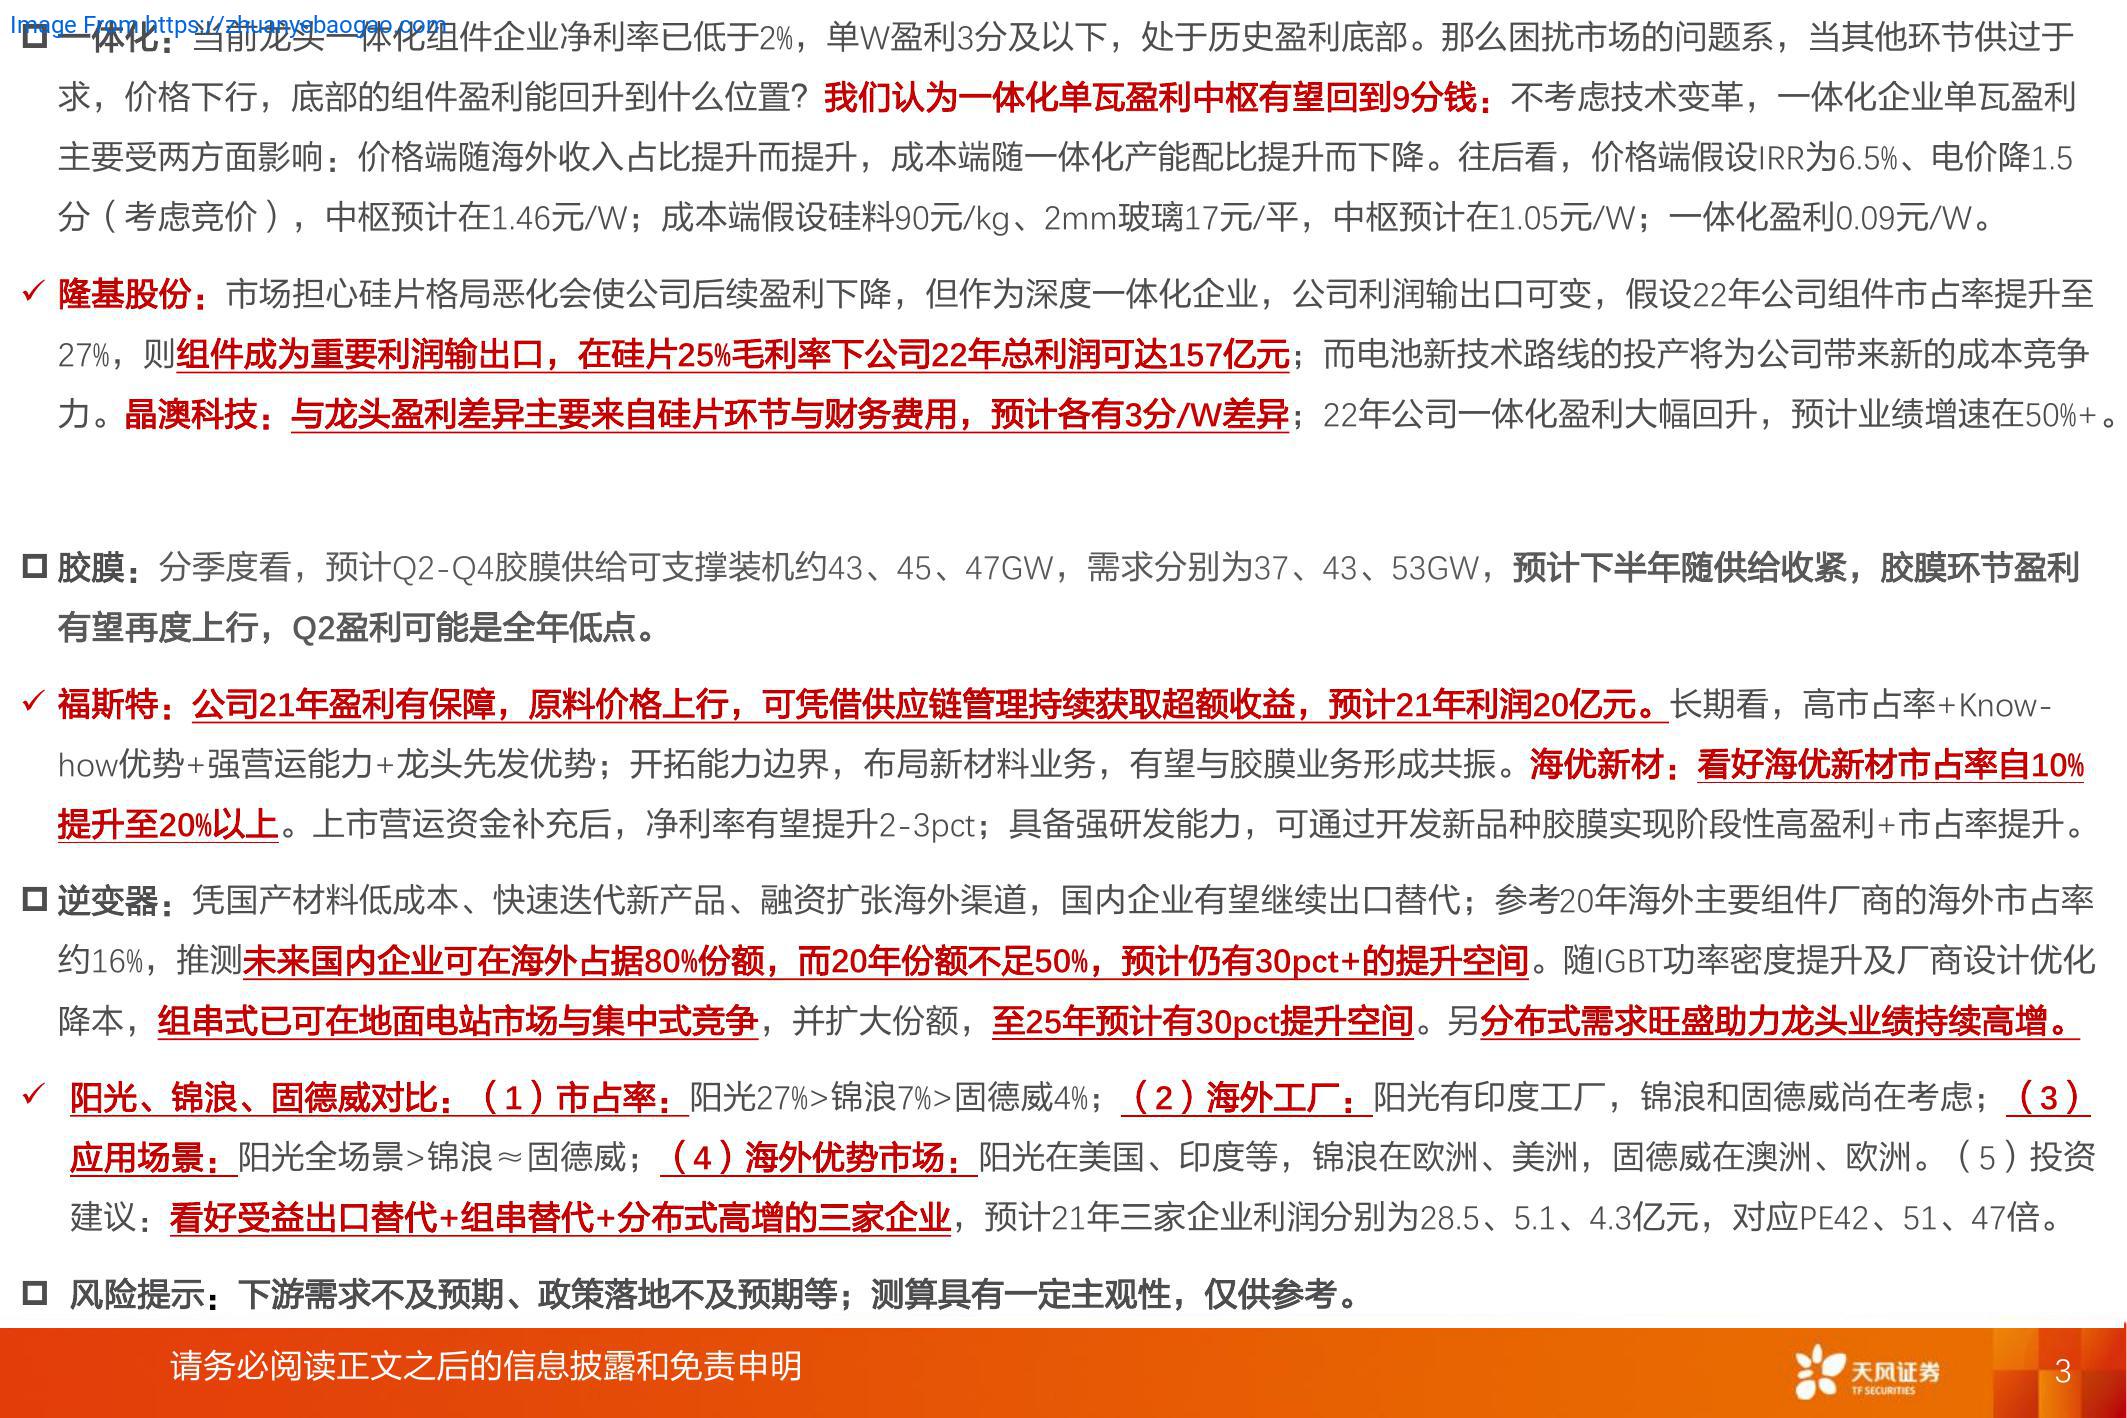 Image From https://zhuanyebaogao.com
一体化：当前龙头一体化组件企业净利率已低于2%，单W盈利3分及以下，处于历史盈利底部。那么困扰市场的问题系，当其他环节供过于
求，价格下行，底部的组件盈利能回升到什么位置？我们认为一体化单瓦盈利中枢有望回到9分钱：不考虑技术变革，一体化企业单瓦盈利
主要受两方面影响：价格端随海外收入占比提升而提升，成本端随一体化产能配比提升而下降。往后看，价格端假设IRR为6.5%、电价降1.5
分（考虑竞价），中枢预计在1.46元/W；成本端假设硅料90元/kg、2mm玻璃17元/平，中枢预计在1.05元/W；一体化盈利0.09元/W。
✓ 隆基股份：市场担心硅片格局恶化会使公司后续盈利下降，但作为深度一体化企业，公司利润输出口可变，假设22年公司组件市占率提升至
27%，则组件成为重要利润输出口，在硅片25%毛利率下公司22年总利润可达157亿元；而电池新技术路线的投产将为公司带来新的成本竞争
力。晶澳科技：与龙头盈利差异主要来自硅片环节与财务费用，预计各有3分/W差异；22年公司一体化盈利大幅回升，预计业绩增速在50%+。
胶膜：分季度看，预计Q2-Q4胶膜供给可支撑装机约43、45、47GW，需求分别为37、43、53GW，预计下半年随供给收紧，胶膜环节盈利
有望再度上行，Q2盈利可能是全年低点。
✓ 福斯特：公司21年盈利有保障，原料价格上行，可凭借供应链管理持续获取超额收益，预计21年利润20亿元。长期看，高市占率+Know-
how优势+强营运能力+龙头先发优势；开拓能力边界，布局新材料业务，有望与胶膜业务形成共振。海优新材：看好海优新材市占率自10%
提升至20%以上。上市营运资金补充后，净利率有望提升2-3pct；具备强研发能力，可通过开发新品种胶膜实现阶段性高盈利+市占率提升。
逆变器：凭国产材料低成本、快速迭代新产品、融资扩张海外渠道，国内企业有望继续出口替代；参考20年海外主要组件厂商的海外市占率
约16%，推测未来国内企业可在海外占据80%份额，而20年份额不足50%，预计仍有30pct+的提升空间。随IGBT功率密度提升及厂商设计优化
降本，组串式已可在地面电站市场与集中式竞争，并扩大份额，至25年预计有30pct提升空间。另分布式需求旺盛助力龙头业绩持续高增。
✓ 阳光、锦浪、固德威对比：（1）市占率：阳光27%>锦浪7%>固德威4%；（2）海外工厂：阳光有印度工厂，锦浪和固德威尚在考虑；（3）
应用场景：阳光全场景>锦浪≈固德威；（4）海外优势市场：阳光在美国、印度等，锦浪在欧洲、美洲，固德威在澳洲、欧洲。（5）投资
建议：看好受益出口替代+组串替代+分布式高增的三家企业，预计21年三家企业利润分别为28.5、5.1、4.3亿元，对应PE42、51、47倍。
风险提示：下游需求不及预期、政策落地不及预期等；测算具有一定主观性，仅供参考。
请务必阅读正文之后的信息披露和免责申明
天风证券
TF SECURITIES
3